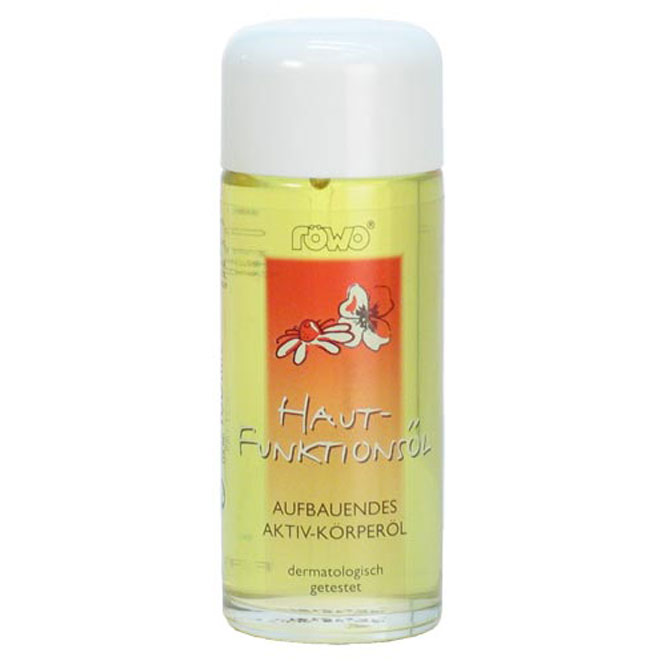 röwo®
HAUT-
FUNKTIONSÖL
AUFBAUENDES
AKTIV-KÖRPERÖL
dermatologisch
getestet